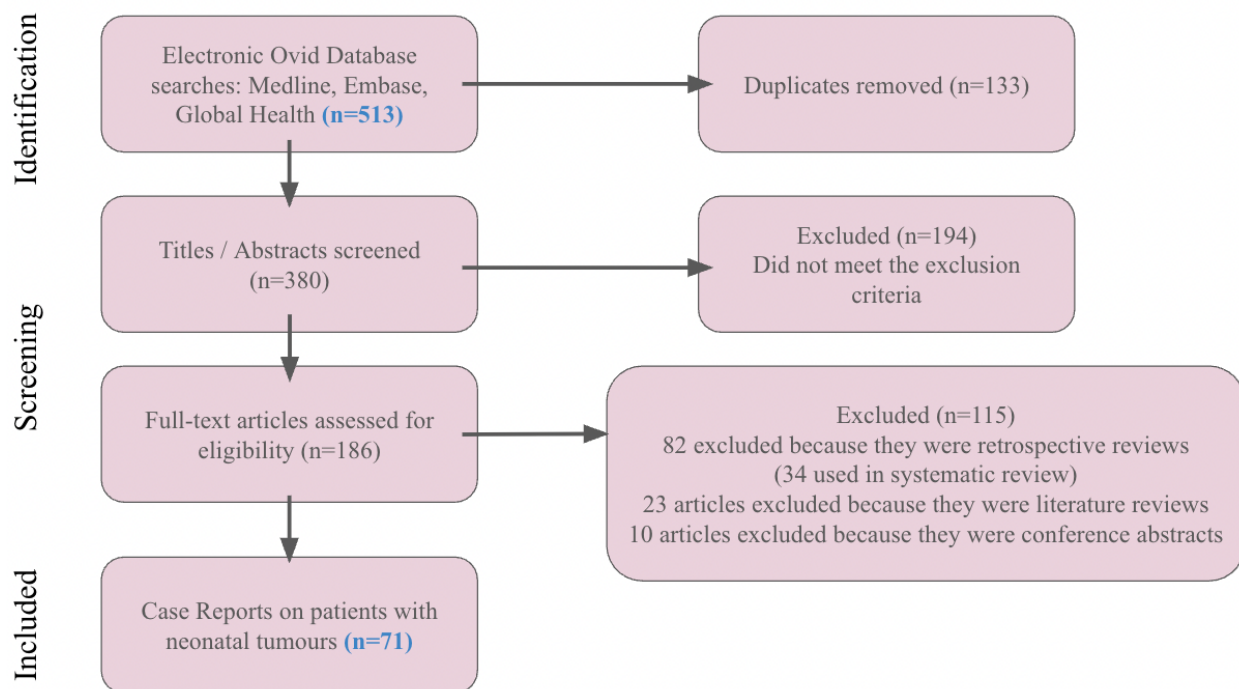 Identification
Electronic Ovid Database
searches: Medline, Embase,
Global Health (n=513)
Duplicates removed (n=133)
Screening
Titles / Abstracts screened
(n=380)
Excluded (n=194)
Did not meet the exclusion
criteria
Full-text articles assessed for
eligibility (n=186)
Excluded (n=115)
82 excluded because they were retrospective reviews
(34 used in systematic review)
23 articles excluded because they were literature reviews
10 articles excluded because they were conference abstracts
Included
Case Reports on patients with
neonatal tumours (n=71)